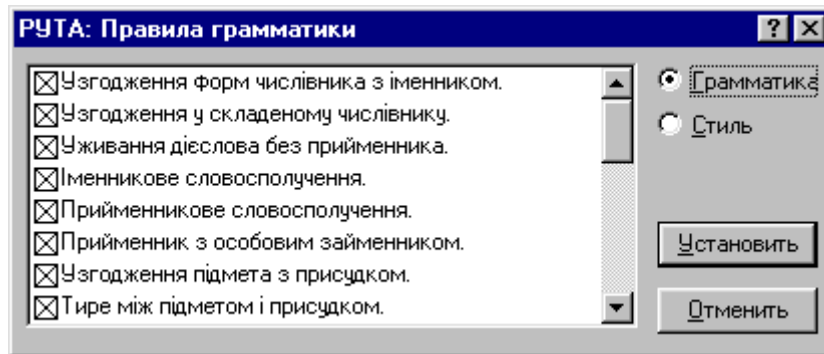 РУТА: Правила грамматики
Узгодження форм числівника з іменником.
Узгодження у складеному числівнику.
Уживання дієслова без прийменника.
Іменникове словосполучення.
Прийменникове словосполучення.
Прийменник з особовим займенником.
Узгодження підмета з присудком.
Тире між підметом і присудком.
Грамматика
Стиль
Установить
Отменить